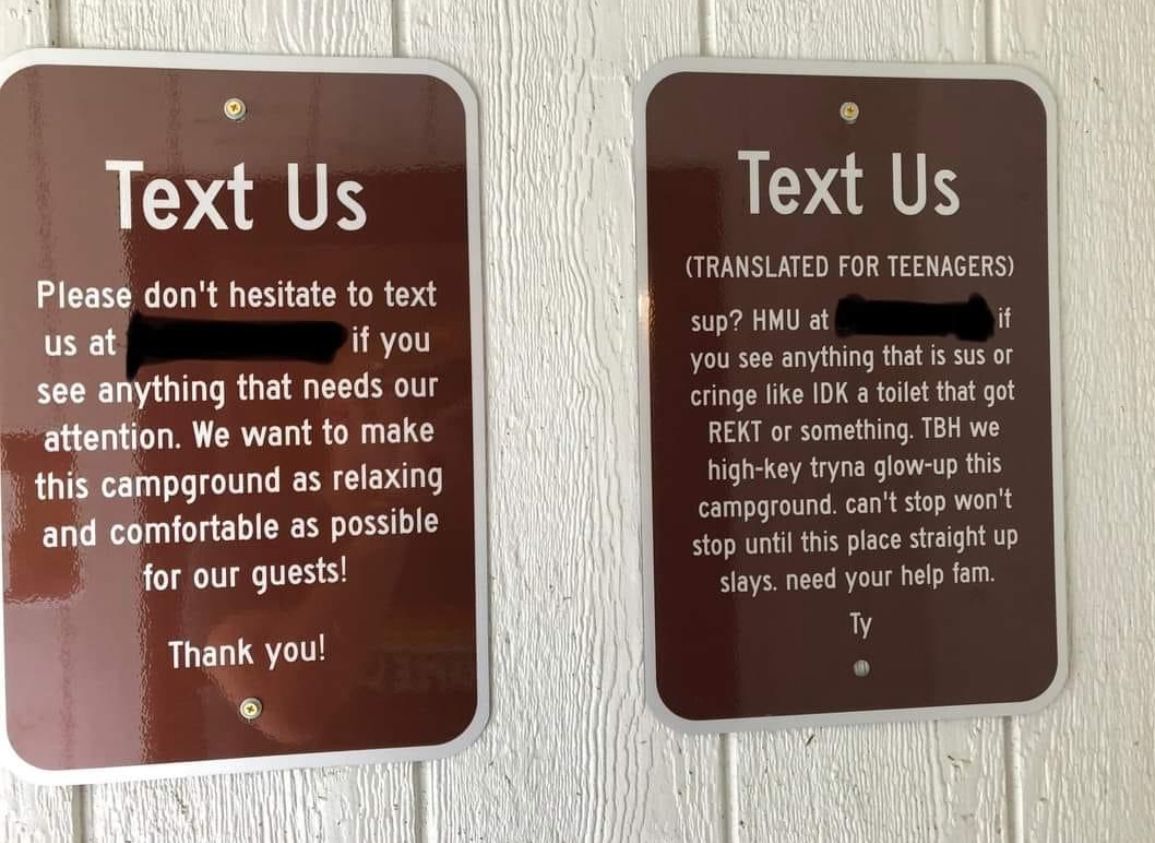 Text Us
Please don't hesitate to text
us at
if you
see anything that needs our
attention. We want to make
this campground as relaxing
and comfortable as possible
for our guests!
Thank you!
Text Us
(TRANSLATED FOR TEENAGERS)
sup? HMU at
if
you see anything that is sus or
cringe like IDK a toilet that got
REKT or something. TBH we
high-key tryna glow-up this
campground. can't stop won't
stop until this place straight up
slays. need your help fam.
Ty